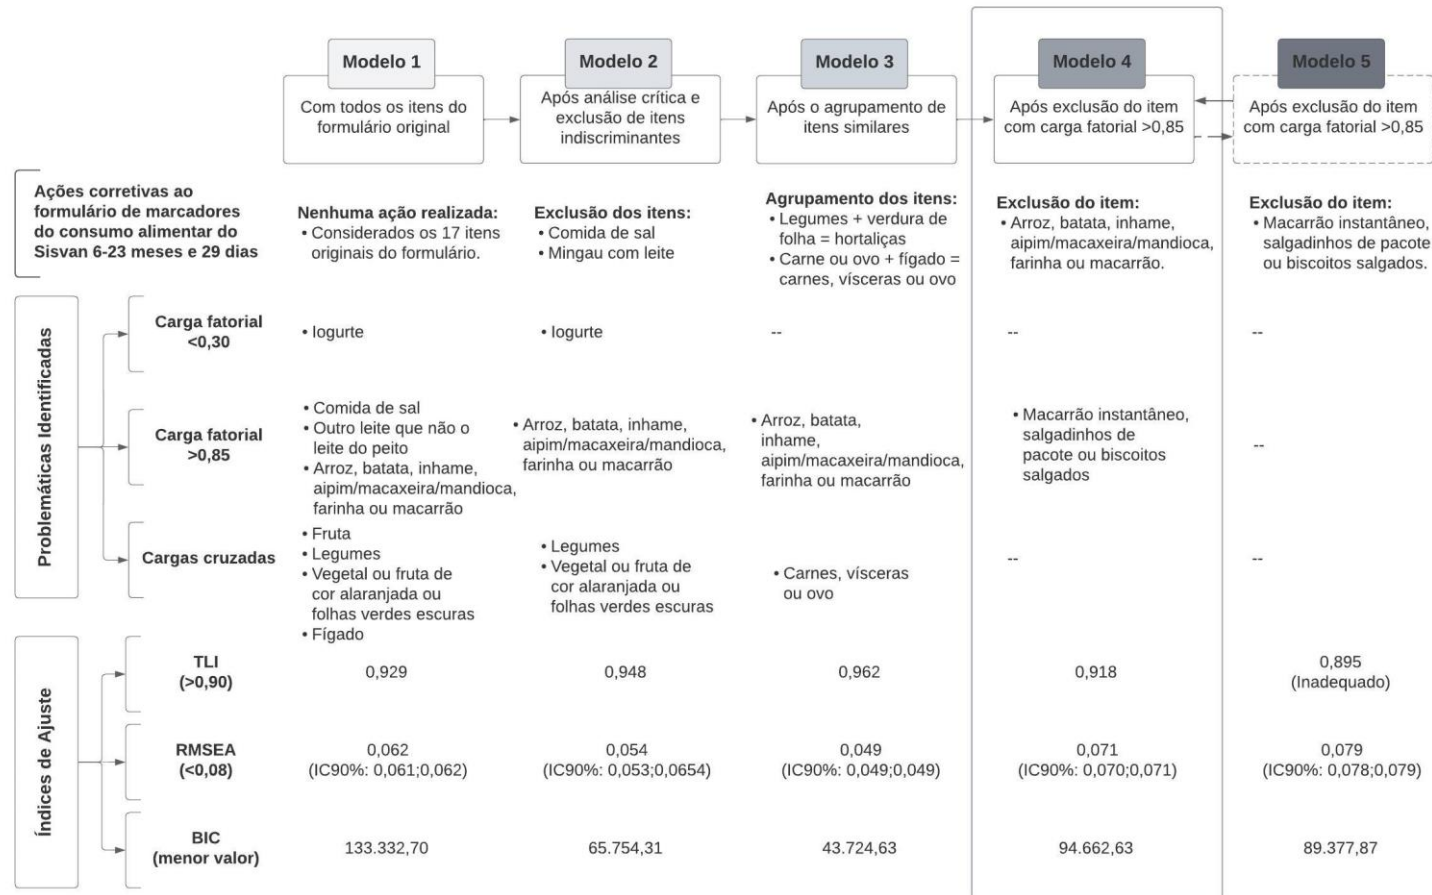 Modelo 1
Com todos os itens do
formulário original
Modelo 2
Após análise crítica e
exclusão de itens
indiscriminantes
Modelo 3
Após o agrupamento de
itens similares
Modelo 4
Após exclusão do item
com carga fatorial >0,85
Modelo 5
Após exclusão do item
com carga fatorial >0,85
Ações corretivas ao
formulário de marcadores
do consumo alimentar do
Sisvan 6-23 meses e 29 dias
Nenhuma ação realizada:
• Considerados os 17 itens
originais do formulário.
Exclusão dos itens:
• Comida de sal
• Mingau com leite
Agrupamento dos itens:
• Legumes + verdura de
folha = hortaliças
• Carne ou ovo + fígado =
carnes, vísceras ou ovo
Exclusão do item:
• Arroz, batata, inhame,
aipim/macaxeira/mandioca,
farinha ou macarrão.
Exclusão do item:
• Macarrão instantâneo,
salgadinhos de pacote
ou biscoitos salgados.
Problemáticas Identificadas
Carga fatorial
<0,30
• Iogurte
• Iogurte
--
--
--
Carga fatorial
>0,85
• Comida de sal
• Outro leite que não o
leite do peito
• Arroz, batata, inhame,
aipim/macaxeira/mandioca,
farinha ou macarrão
• Arroz, batata, inhame,
aipim/macaxeira/mandioca,
farinha ou macarrão
• Arroz, batata,
inhame,
aipim/macaxeira/mandioca,
farinha ou macarrão
• Macarrão instantâneo,
salgadinhos de
pacote ou biscoitos
salgados
--
Cargas cruzadas
• Fruta
• Legumes
• Vegetal ou fruta de
cor alaranjada ou
folhas verdes escuras
• Fígado
• Legumes
• Vegetal ou fruta de
cor alaranjada ou
folhas verdes escuras
• Carnes, vísceras
ou ovo
--
--
Índices de Ajuste
TLI
(>0,90)
0,929
0,948
0,962
0,918
0,895
(Inadequado)
RMSEA
(<0,08)
0,062
(IC90%: 0,061;0,062)
0,054
(IC90%: 0,053;0,0654)
0,049
(IC90%: 0,049;0,049)
0,071
(IC90%: 0,070;0,071)
0,079
(IC90%: 0,078;0,079)
BIC
(menor valor)
133.332,70
65.754,31
43.724,63
94.662,63
89.377,87